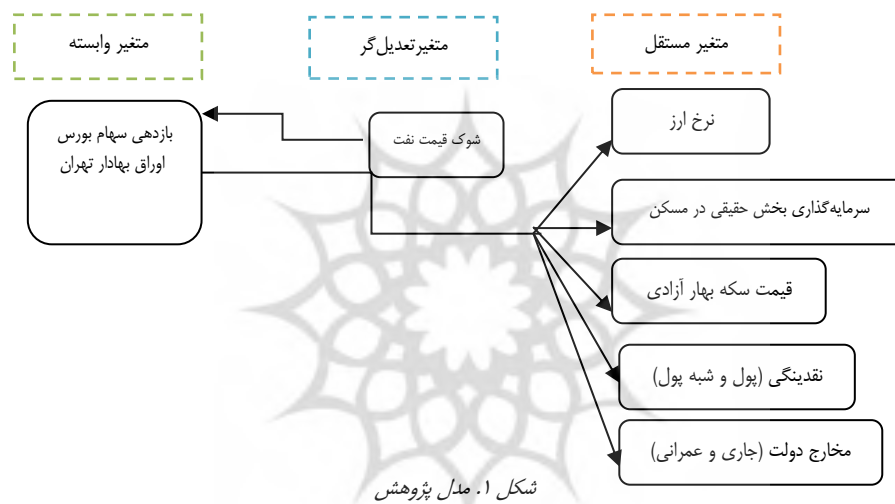 متغیر مستقل
متغیرتعدیل‌گر
متغیر وابسته
نرخ ارز
شوک قیمت نفت
بازدهی سهام بورس
اوراق بهادار تهران
سرمایه‌گذاری بخش حقیقی در مسکن
قیمت سکه بهار آزادی
نقدینگی (پول و شبه پول)
مخارج دولت (جاری و عمرانی)
شکل ۱. مدل پژوهش